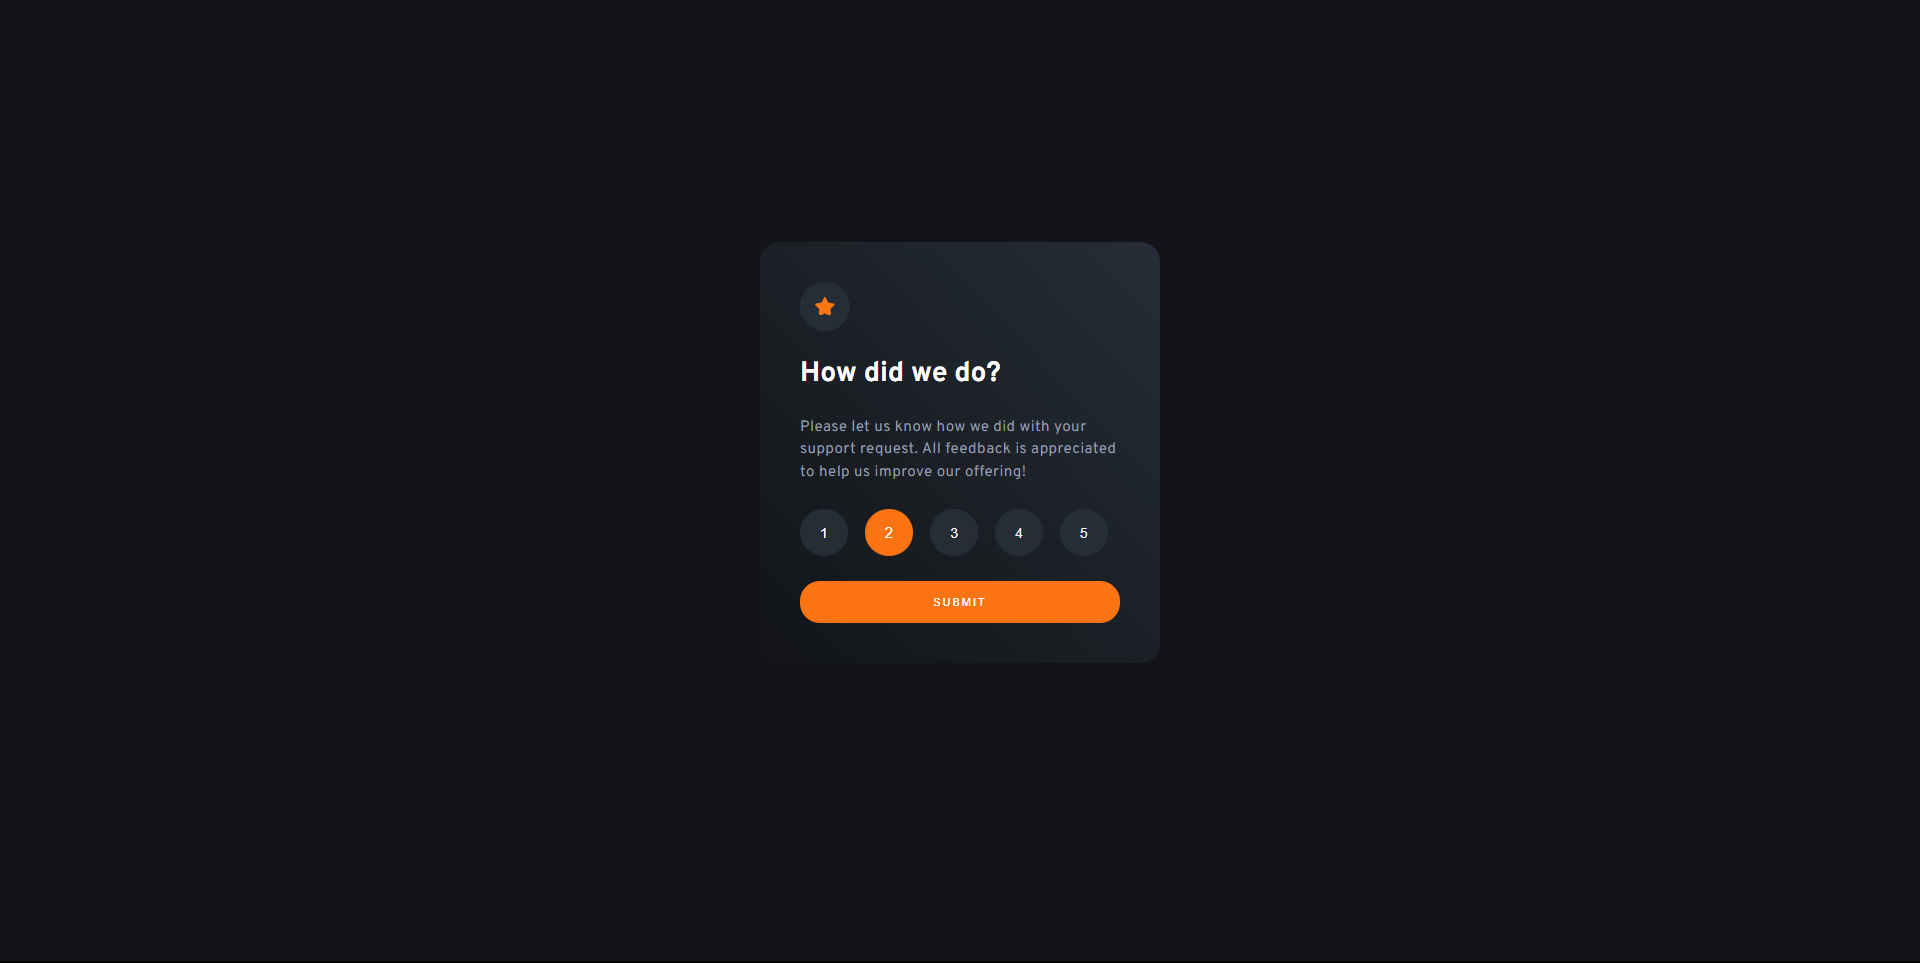 How did we do?
Please let us know how we did with your
support request. All feedback is appreciated
to help us improve our offering!
1 2 3 4 5
SUBMIT